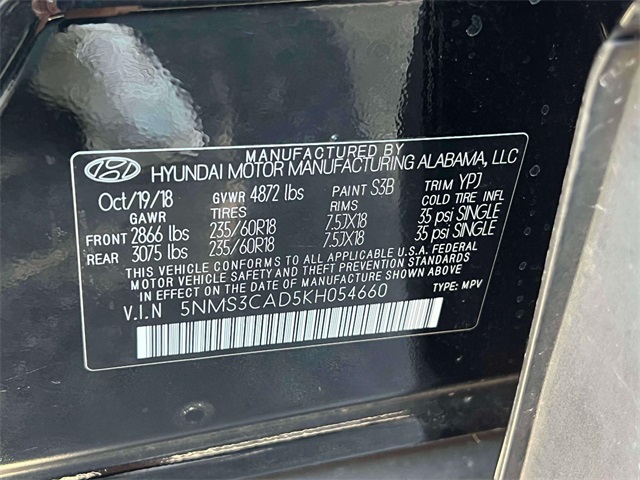 MANUFACTURED BY
HYUNDAI MOTOR MANUFACTURING ALABAMA, LLC
Oct/19/18 GVWR 4872 lbs PAINT S3B TRIM YPJ
GAWR TIRES RIMS COLD TIRE INFL
FRONT 2866 lbs 235/60R18 7.5JX18 35 psi SINGLE
REAR 3075 lbs 235/60R18 7.5JX18 35 psi SINGLE
THIS VEHICLE CONFORMS TO ALL APPLICABLE U.S.A. FEDERAL
MOTOR VEHICLE SAFETY AND THEFT PREVENTION STANDARDS
IN EFFECT ON THE DATE OF MANUFACTURE SHOWN ABOVE
V.I.N 5NMS3CAD5KH054660 TYPE: MPV